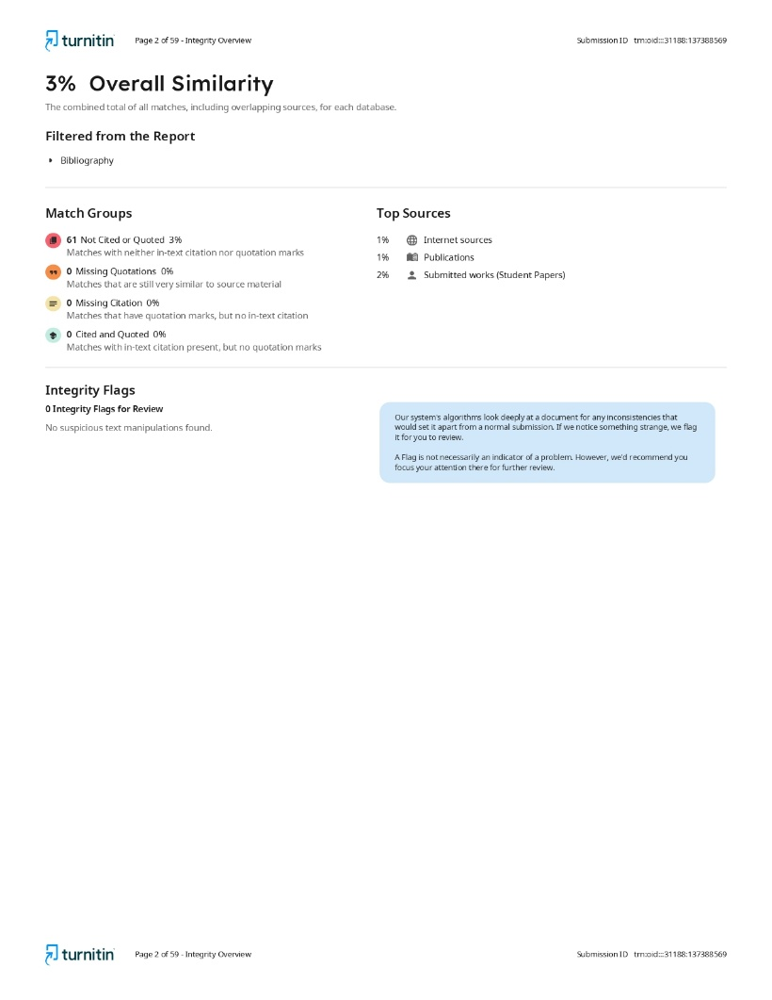 turnitin Page 2 of 59 - Integrity Overview Submission ID trn:oid:::31188:137388569
3% Overall Similarity
The combined total of all matches, including overlapping sources, for each database.
Filtered from the Report
Bibliography
Match Groups
61 Not Cited or Quoted 3%
Matches with neither in-text citation nor quotation marks
0 Missing Quotations 0%
Matches that are still very similar to source material
0 Missing Citation 0%
Matches that have quotation marks, but no in-text citation
0 Cited and Quoted 0%
Matches with in-text citation present, but no quotation marks
Top Sources
1% Internet sources
1% Publications
2% Submitted works (Student Papers)
Integrity Flags
0 Integrity Flags for Review
No suspicious text manipulations found.
Our system's algorithms look deeply at a document for any inconsistencies that
would set it apart from a normal submission. If we notice something strange, we flag
it for you to review.
A Flag is not necessarily an indicator of a problem. However, we'd recommend you
focus your attention there for further review.
turnitin Page 2 of 59 - Integrity Overview Submission ID trn:oid:::31188:137388569